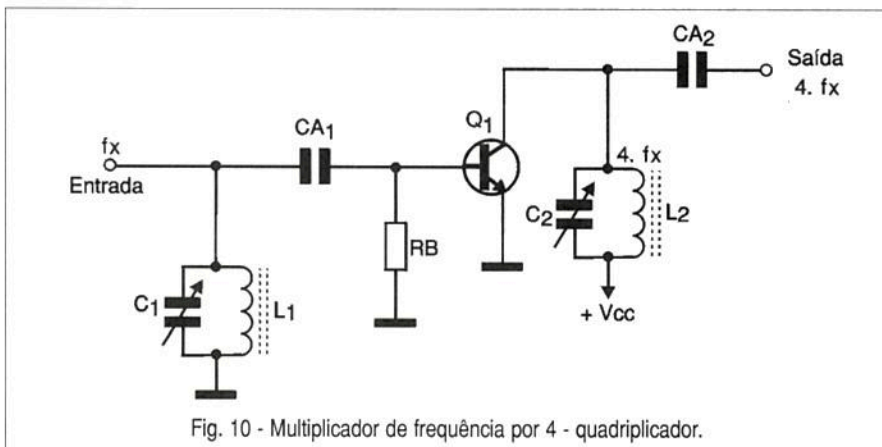 CA2
Saída
4. fx
Q1
CA1
fx
Entrada
4. fx
C2
L2
RB
C1
L1
+ Vcc
Fig. 10 - Multiplicador de frequência por 4 - quadriplicador.